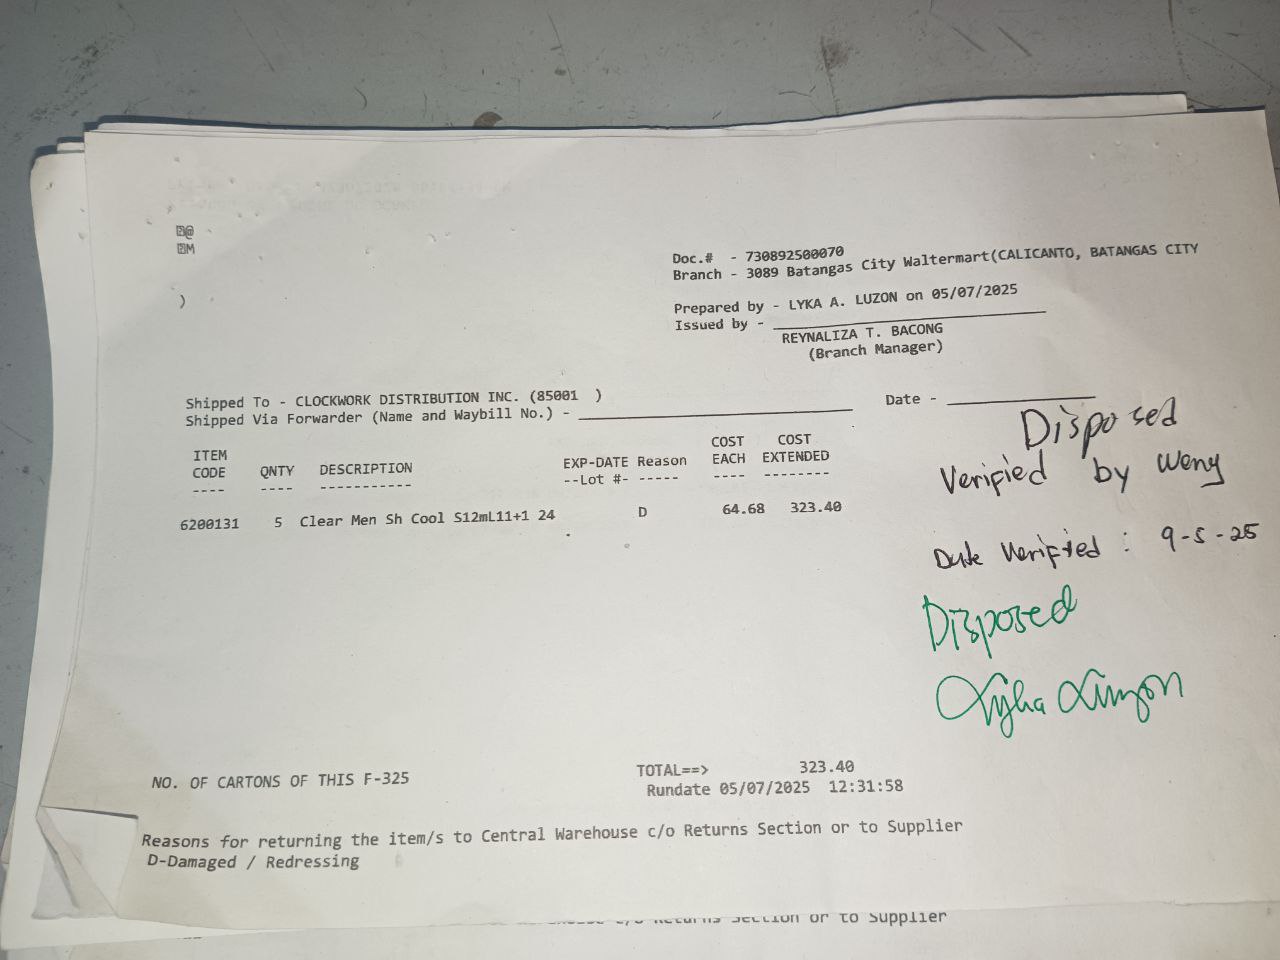 @
M
)
Doc.# - 730892500070
Branch - 3089 Batangas City Waltermart(CALICANTO, BATANGAS CITY
Prepared by - LYKA A. LUZON on 05/07/2025
Issued by - ____________________
REYNALIZA T. BACONG
(Branch Manager)
Shipped To - CLOCKWORK DISTRIBUTION INC. (85001 )
Shipped Via Forwarder (Name and Waybill No.) - ____________________
Date - ____________________
Disposed
Verified by Weny
Date Verified : 9-5-25
Disposed
Lyka Luzon
ITEM CODE QNTY DESCRIPTION EXP-DATE Reason COST EACH COST EXTENDED
--Lot #- -----
6200131 5 Clear Men Sh Cool S12mL11+1 24 D 64.68 323.40
NO. OF CARTONS OF THIS F-325
TOTAL==> 323.40
Rundate 05/07/2025 12:31:58
Reasons for returning the item/s to Central Warehouse c/o Returns Section or to Supplier
D-Damaged / Redressing
c/o Returns Section or to Supplier